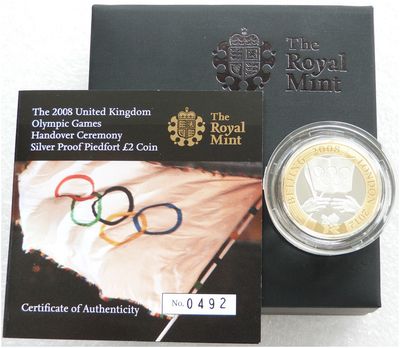 The
Royal
Mint
The 2008 United Kingdom
Olympic Games
Handover Ceremony
Silver Proof Piedfort £2 Coin
The
Royal
Mint
BEIJING 2008
LONDON 2012
Certificate of Authenticity
No. 0492